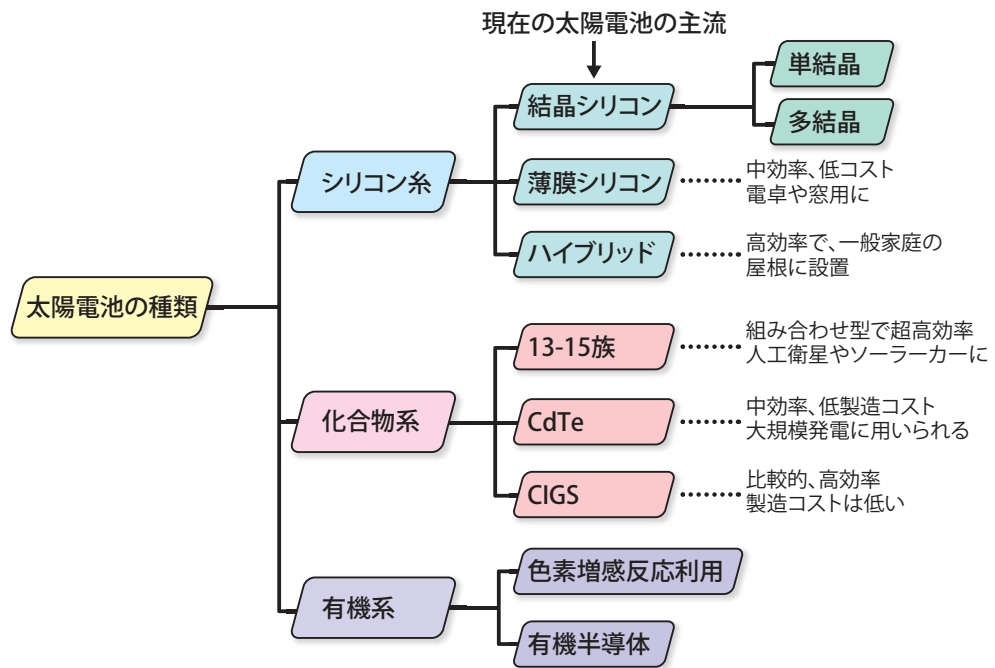 現在の太陽電池の主流
単結晶
結晶シリコン
多結晶
シリコン糸
薄膜シリコン
中効率、低コスト
電卓や窓用に
ハイブリッド
高効率で、一般家庭の
屋根に設置
太陽電池の種類
13-15族
組み合わせ型で超高効率
人工衛星やソーラーカーに
化合物系
CdTe
中効率、低製造コスト
大規模発電に用いられる
CIGS
比較的、高効率
製造コストは低い
色素増感反応利用
有機系
有機半導体